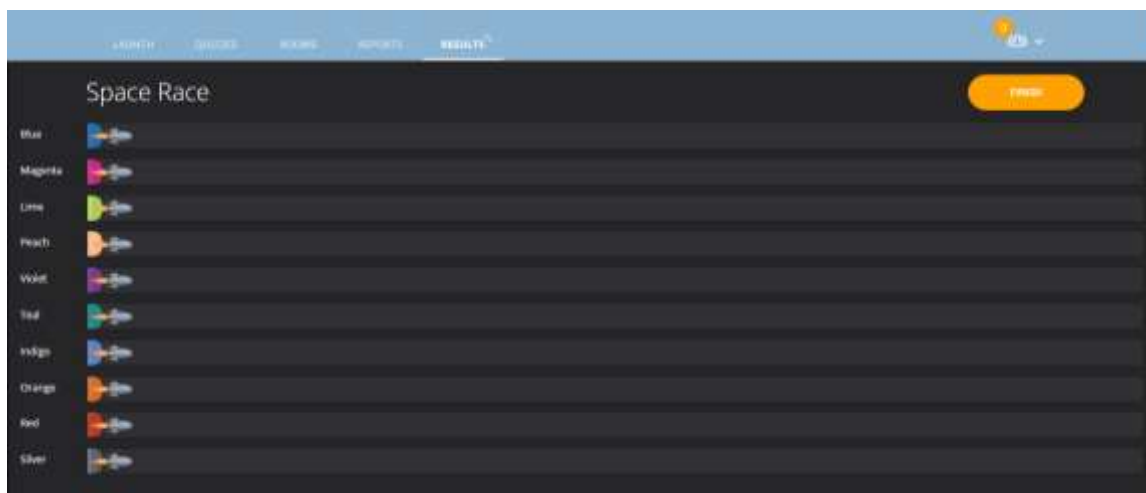 LAUNCH QUIZZES ROOMS REPORTS RESULTS
Space Race
FINISH
Blue
Magenta
Lime
Peach
Violet
Teal
Indigo
Orange
Red
Silver